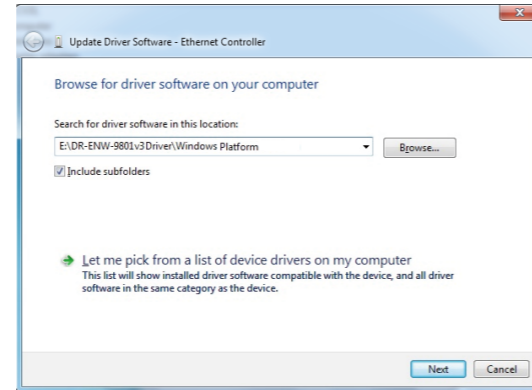 Update Driver Software - Ethernet Controller
Browse for driver software on your computer
Search for driver software in this location:
E:\DR-ENW-9801v3Driver\Windows Platform
Browse...
Include subfolders
Let me pick from a list of device drivers on my computer
This list will show installed driver software compatible with the device, and all driver
software in the same category as the device.
Next
Cancel